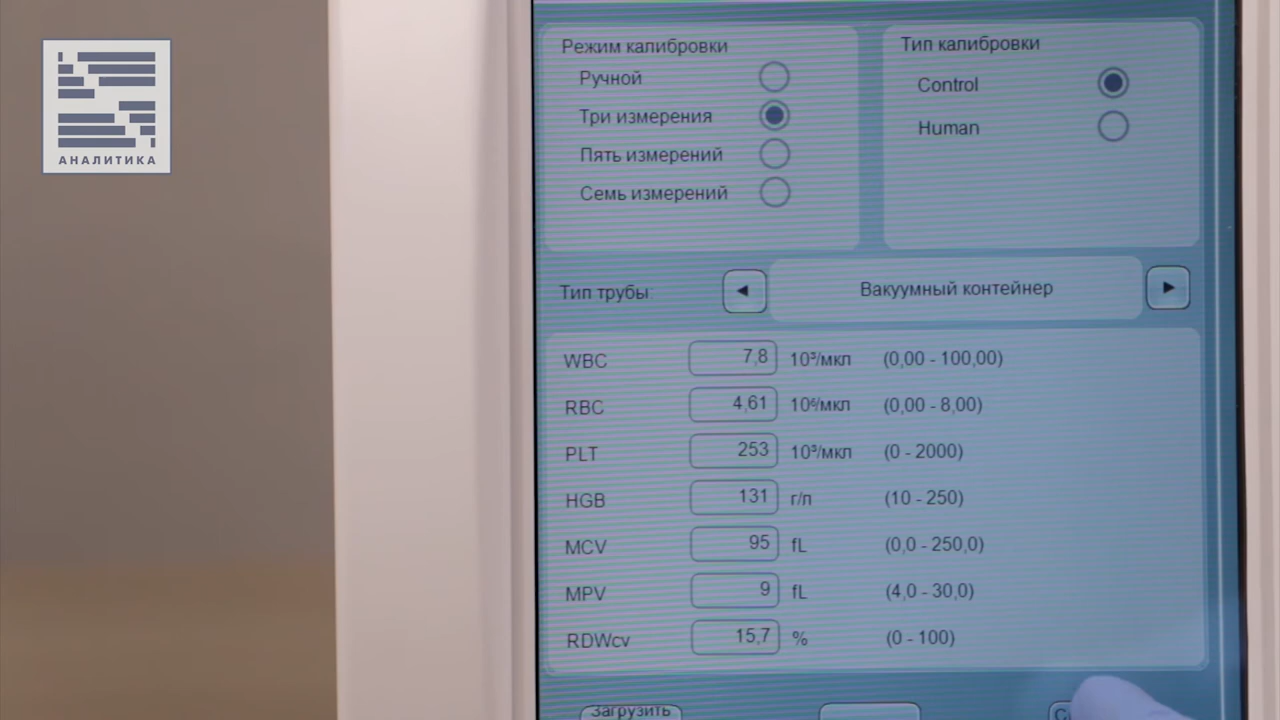 АНАЛИТИКА
Режим калибровки
Ручной
Три измерения
Пять измерений
Семь измерений
Тип калибровки
Control
Human
Тип трубы:
Вакуумный контейнер
WBC 7,8 10³/мкл (0,00 - 100,00)
RBC 4,61 10⁶/мкл (0,00 - 8,00)
PLT 253 10³/мкл (0 - 2000)
HGB 131 г/л (10 - 250)
MCV 95 fL (0,0 - 250,0)
MPV 9 fL (4,0 - 30,0)
RDWcv 15,7 % (0 - 100)
Загрузить